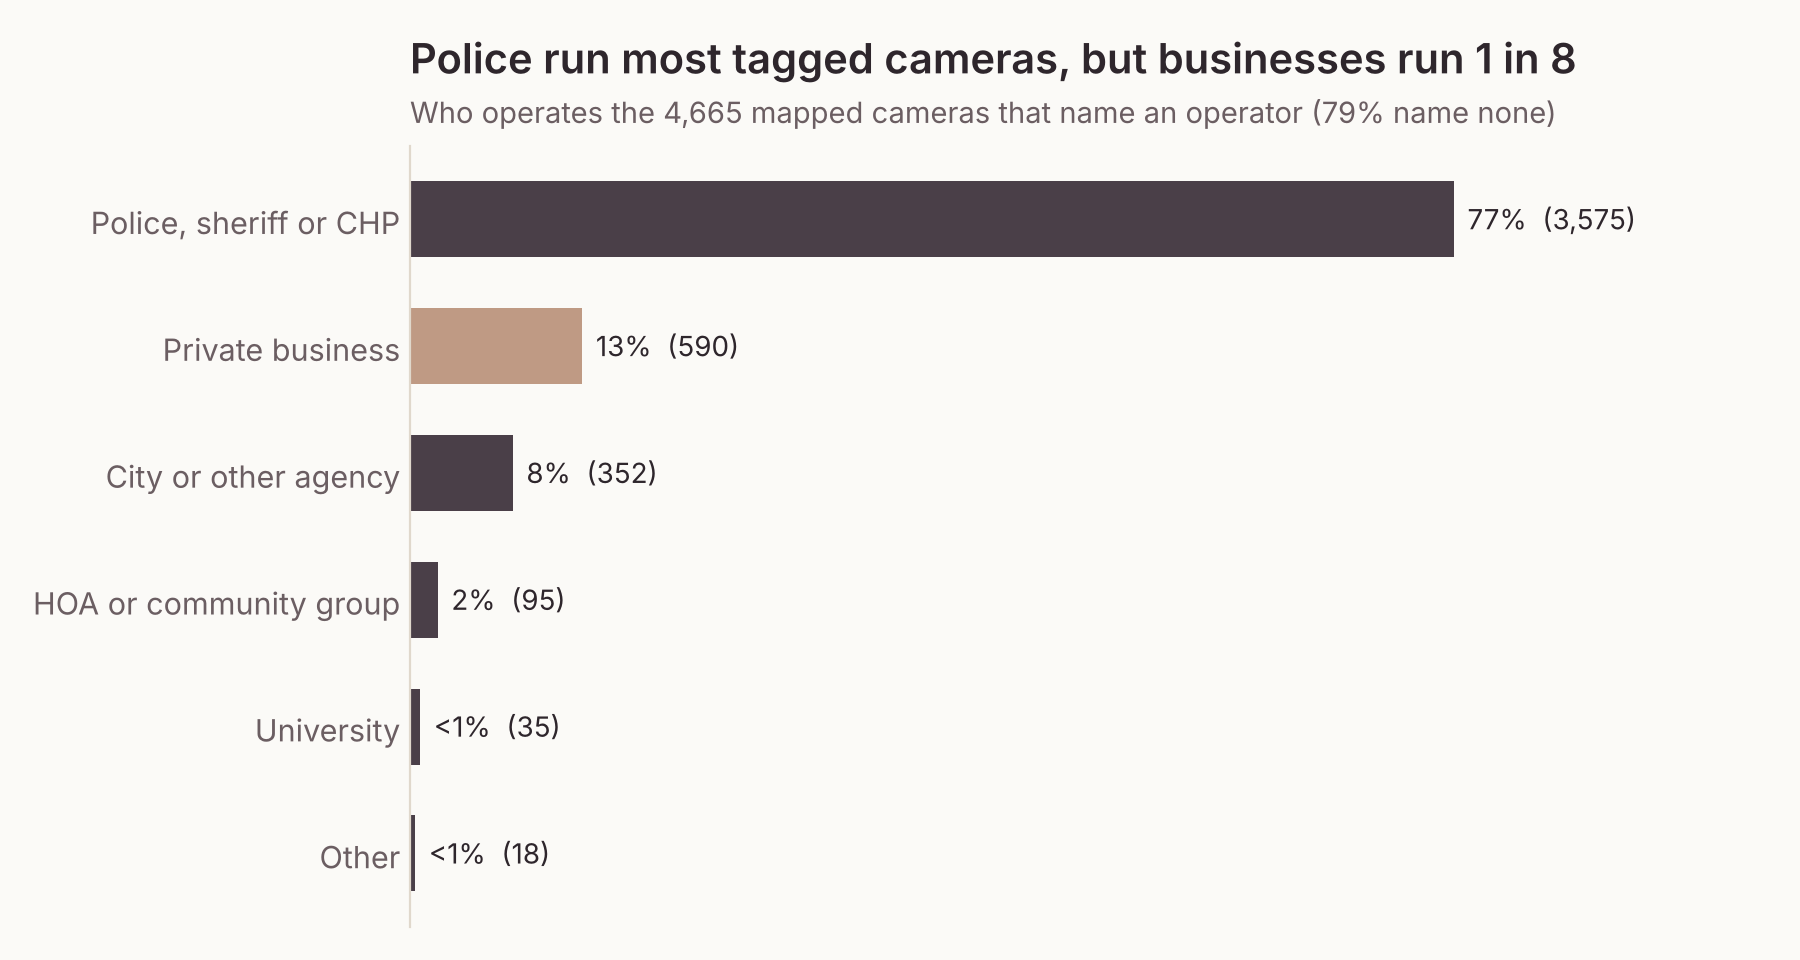 Police run most tagged cameras, but businesses run 1 in 8
Who operates the 4,665 mapped cameras that name an operator (79% name none)
Police, sheriff or CHP 77% (3,575)
Private business 13% (590)
City or other agency 8% (352)
HOA or community group 2% (95)
University <1% (35)
Other <1% (18)